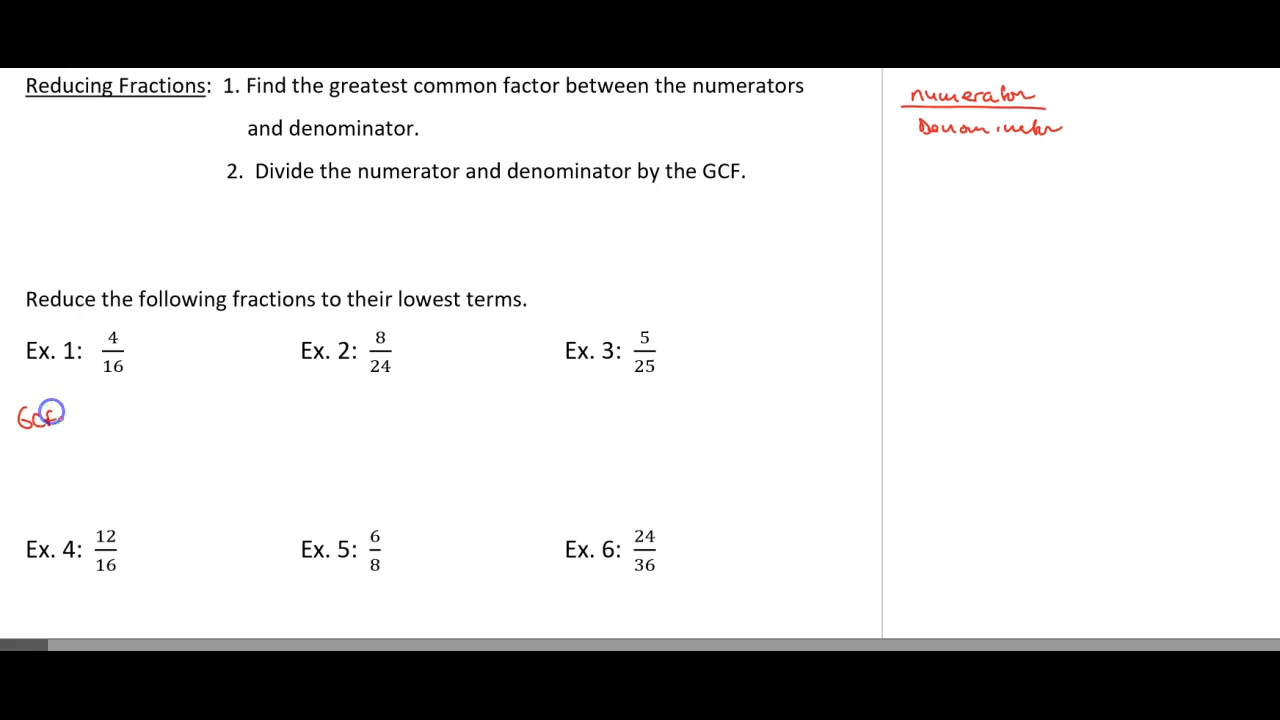 Reducing Fractions: 1. Find the greatest common factor between the numerators
and denominator.
2. Divide the numerator and denominator by the GCF.
numerator
Denominator
Reduce the following fractions to their lowest terms.
Ex. 1: 4/16 Ex. 2: 8/24 Ex. 3: 5/25
GCF
Ex. 4: 12/16 Ex. 5: 6/8 Ex. 6: 24/36